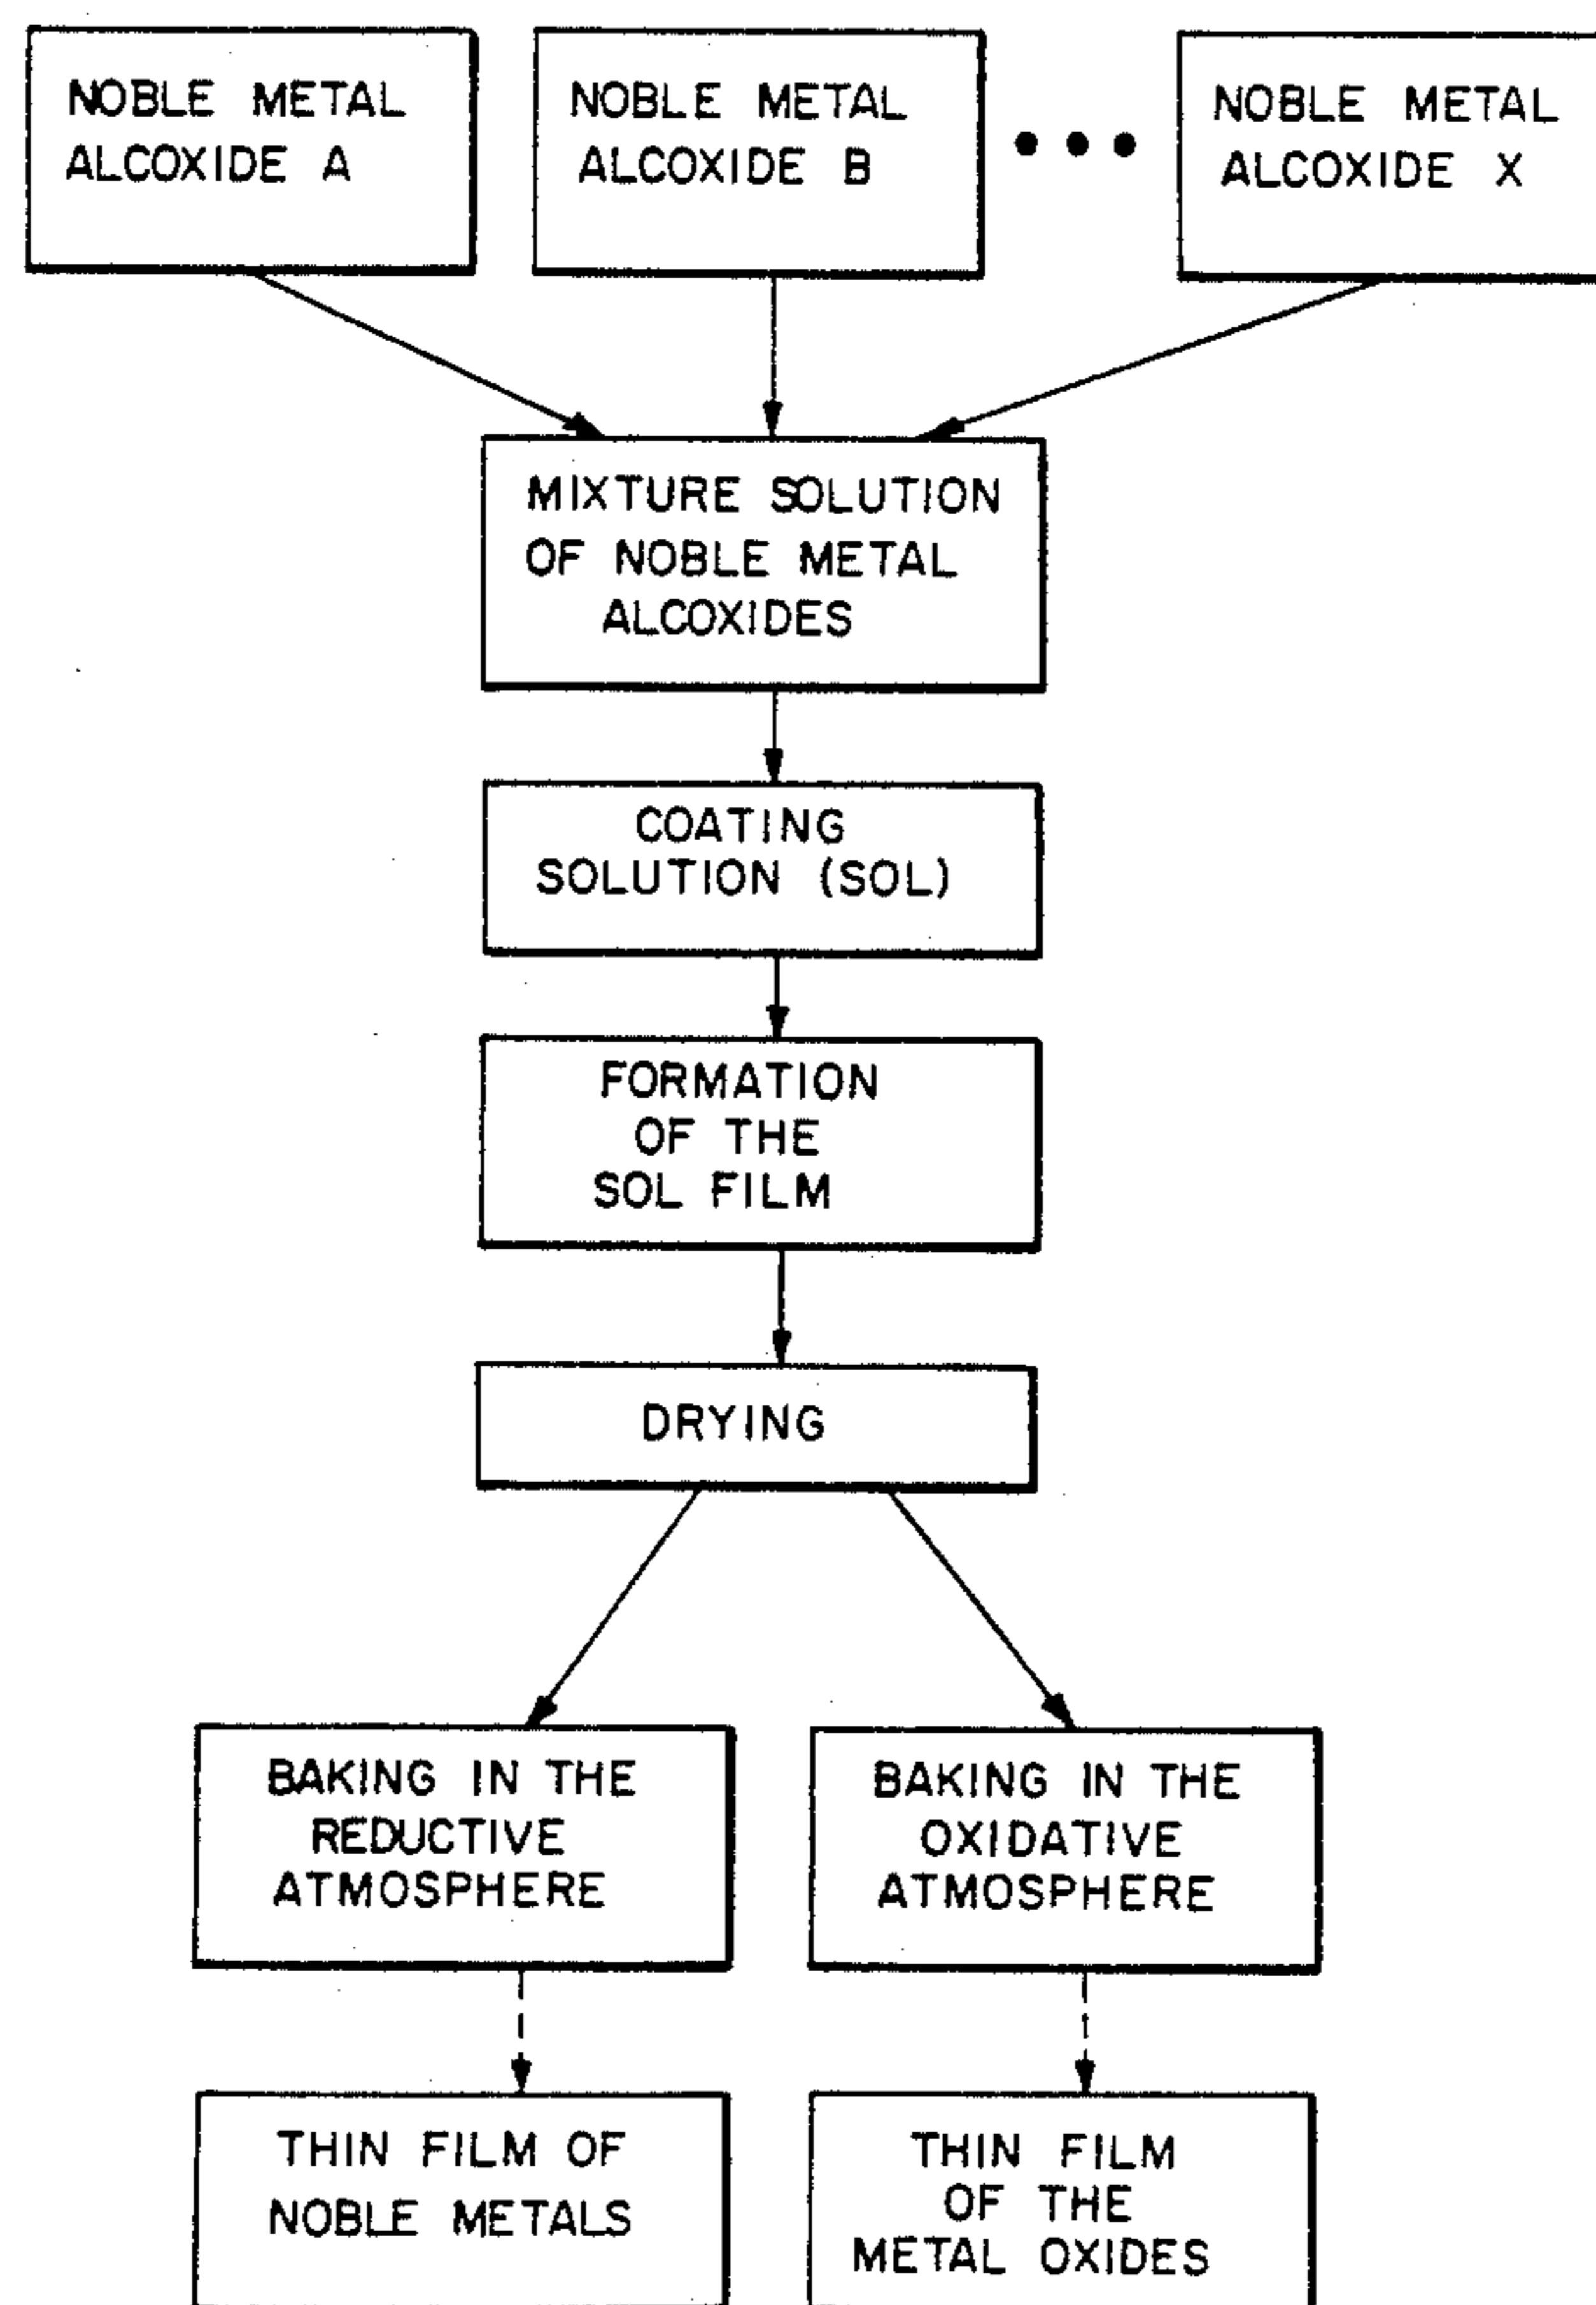 NOBLE METAL
ALCOXIDE A
NOBLE METAL
ALCOXIDE B
NOBLE METAL
ALCOXIDE X
MIXTURE SOLUTION
OF NOBLE METAL
ALCOXIDES
COATING
SOLUTION (SOL)
FORMATION
OF THE
SOL FILM
DRYING
BAKING IN THE
REDUCTIVE
ATMOSPHERE
BAKING IN THE
OXIDATIVE
ATMOSPHERE
THIN FILM OF
NOBLE METALS
THIN FILM
OF THE
METAL OXIDES